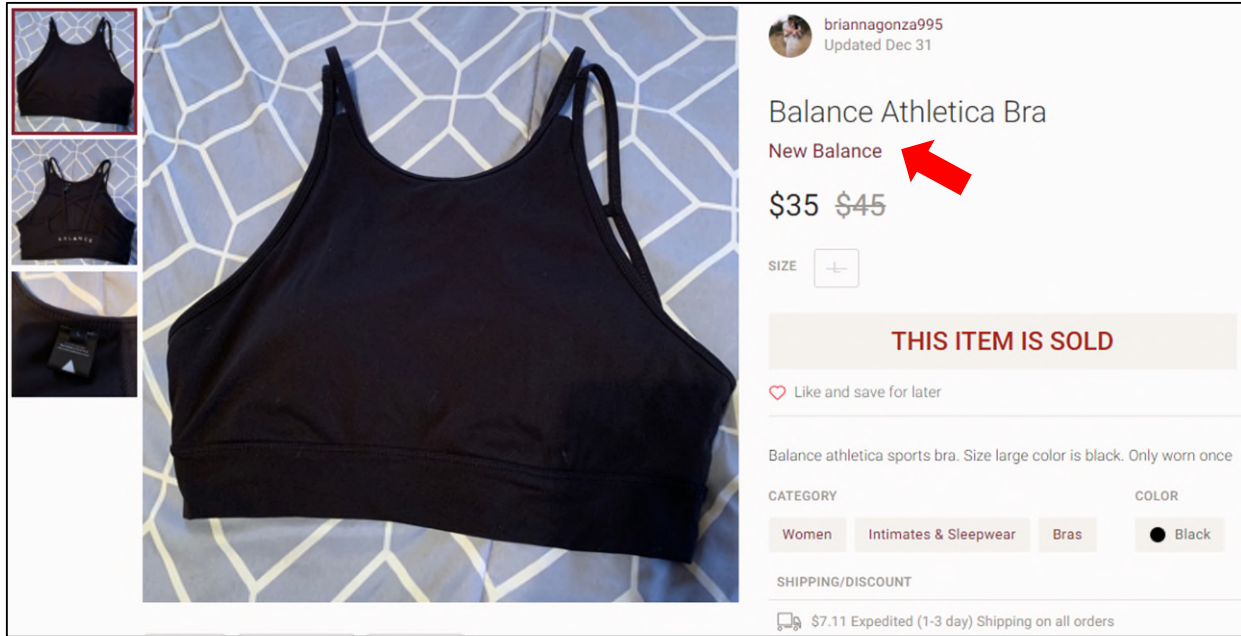 briannagonza995
Updated Dec 31
Balance Athletica Bra
New Balance
$35 $45
SIZE L
THIS ITEM IS SOLD
Like and save for later
Balance athletica sports bra. Size large color is black. Only worn once
CATEGORY COLOR
Women Intimates & Sleepwear Bras Black
SHIPPING/DISCOUNT
$7.11 Expedited (1-3 day) Shipping on all orders
BALANCE